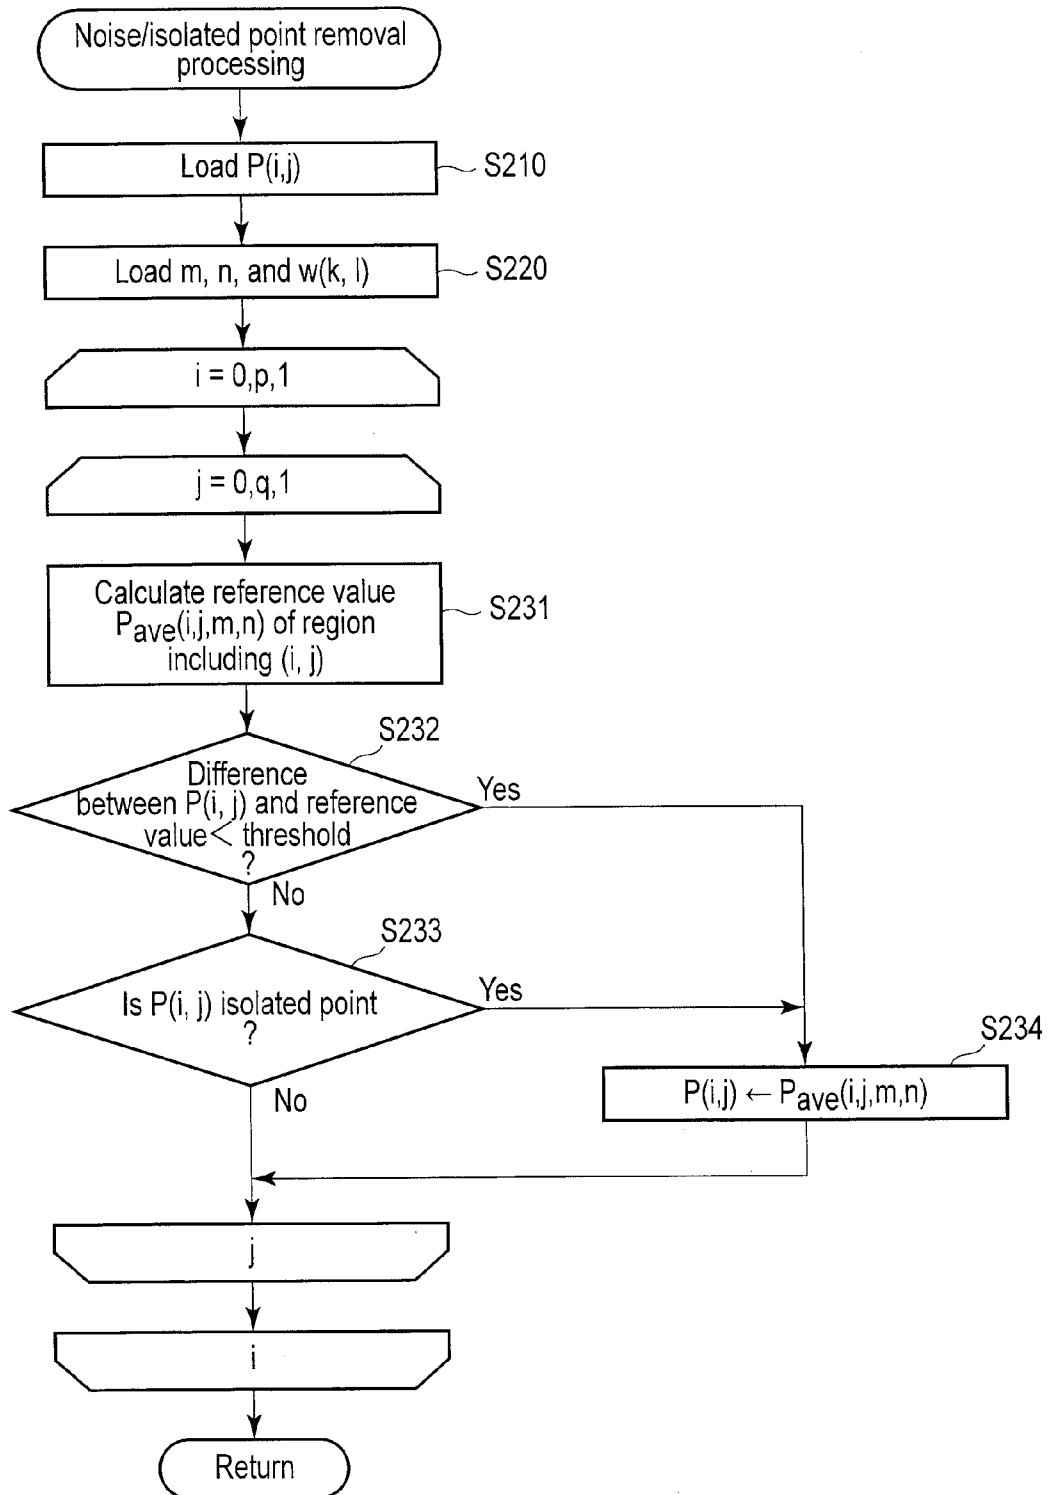 Noise/isolated point removal
processing
Load P(i,j)
S210
Load m, n, and w(k, l)
S220
i = 0,p,1
j = 0,q,1
Calculate reference value
Pave(i,j,m,n) of region
including (i, j)
S231
S232
Difference
between P(i, j) and reference
value < threshold
?
Yes
No
S233
Is P(i, j) isolated point
?
Yes
No
S234
P(i,j) ← Pave(i,j,m,n)
j
i
Return